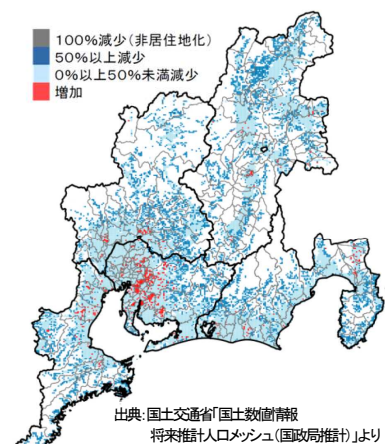 100%減少(非居住地化)
50%以上減少
0%以上50%未満減少
増加
出典:国土交通省「国土数値情報
将来推計人口メッシュ(国政局推計)」より